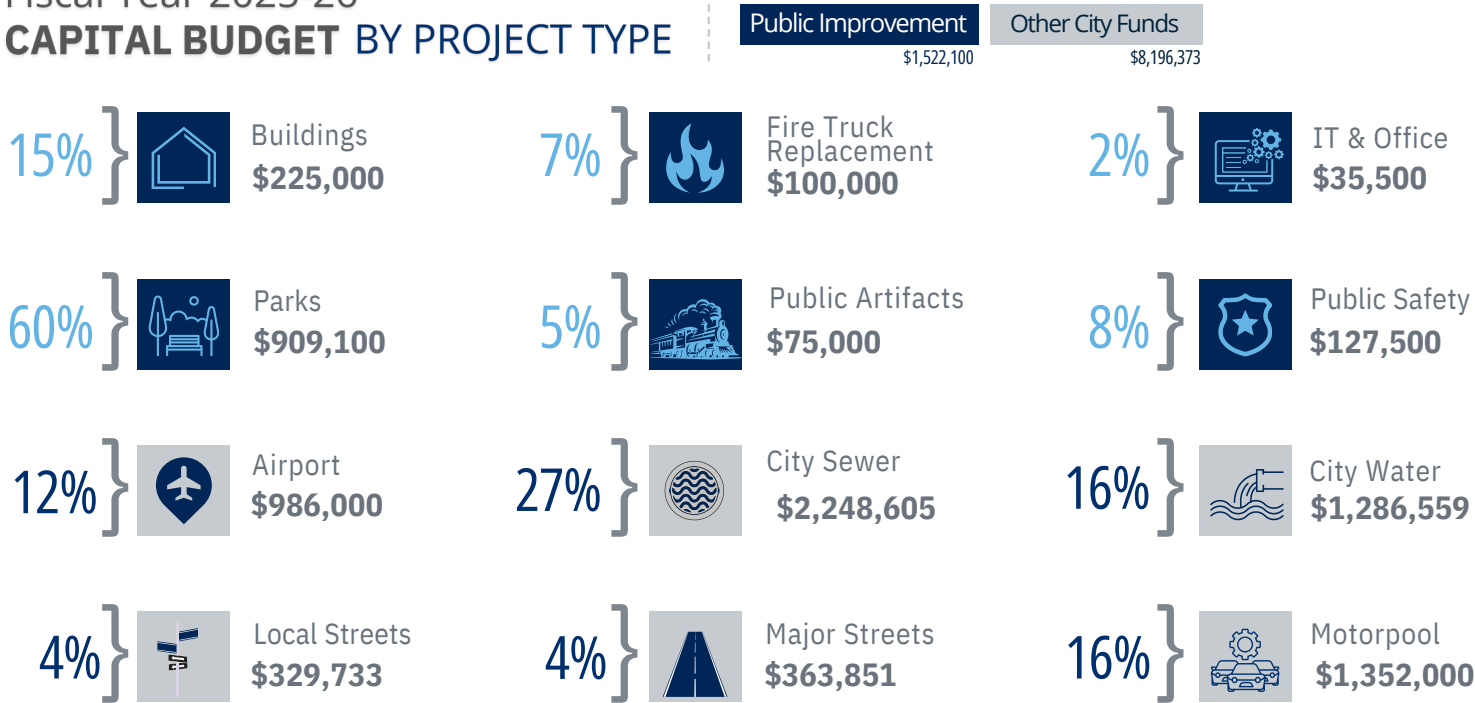 Fiscal Year 2025-26
CAPITAL BUDGET BY PROJECT TYPE
Public Improvement
$1,522,100
Other City Funds
$8,196,373
15%
Buildings
$225,000
7%
Fire Truck
Replacement
$100,000
2%
IT & Office
$35,500
60%
Parks
$909,100
5%
Public Artifacts
$75,000
8%
Public Safety
$127,500
12%
Airport
$986,000
27%
City Sewer
$2,248,605
16%
City Water
$1,286,559
4%
Local Streets
$329,733
4%
Major Streets
$363,851
16%
Motorpool
$1,352,000